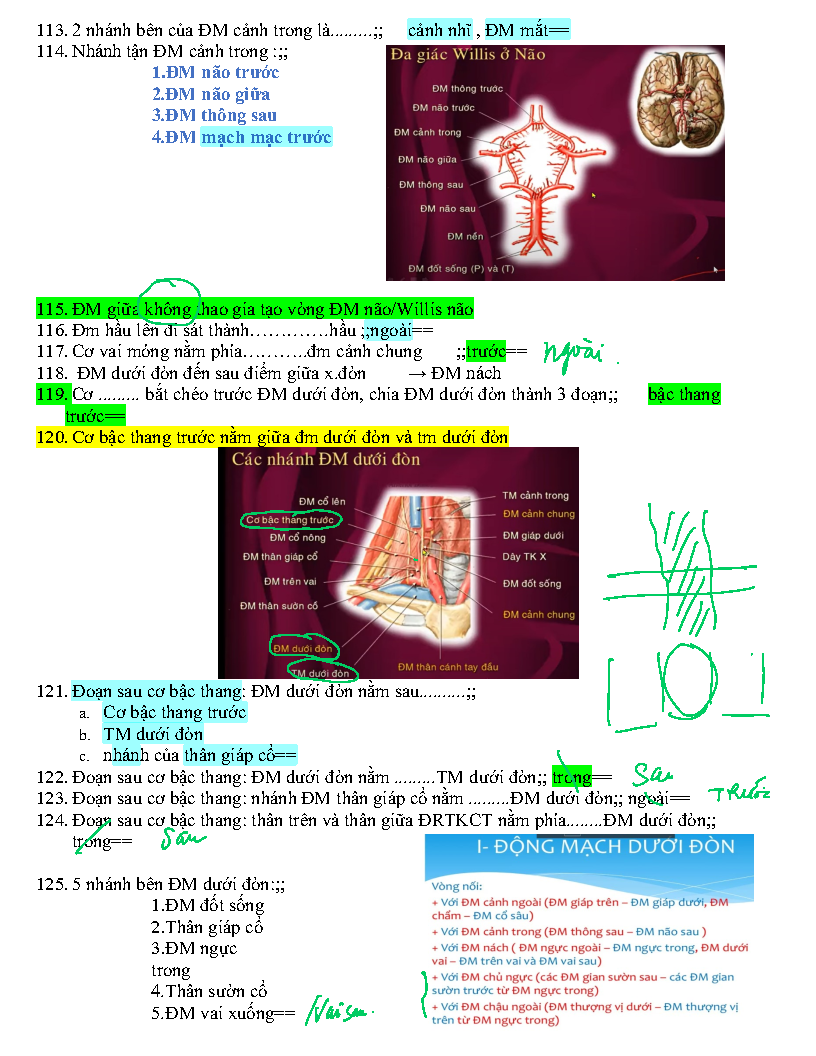 113. 2 nhánh bên của ĐM cảnh trong là.........;; cảnh nhĩ , ĐM mắt==
114. Nhánh tận ĐM cảnh trong :;;
1.ĐM não trước
2.ĐM não giữa
3.ĐM thông sau
4.ĐM mạch mạc trước
Đa giác Willis ở Não
ĐM thông trước
ĐM não trước
ĐM cảnh trong
ĐM não giữa
ĐM thông sau
ĐM não sau
ĐM nền
ĐM đốt sống (P) và (T)
115. ĐM giữa không thao gia tạo vòng ĐM não/Willis não
116. Đm hầu lên đi sát thành………….hầu ;;ngoài==
117. Cơ vai móng nằm phía………..đm cảnh chung ;;trước== ngoài
118. ĐM dưới đòn đến sau điểm giữa x.đòn → ĐM nách
119. Cơ ......... bắt chéo trước ĐM dưới đòn, chia ĐM dưới đòn thành 3 đoạn;; bậc thang
trước==
120. Cơ bậc thang trước nằm giữa đm dưới đòn và tm dưới đòn
Các nhánh ĐM dưới đòn
ĐM cổ lên
Cơ bậc thang trước
ĐM cổ nông
ĐM thân giáp cổ
ĐM trên vai
ĐM thân sườn cổ
ĐM dưới đòn
TM dưới đòn
TM cảnh trong
ĐM cảnh chung
ĐM giáp dưới
Dây TK X
ĐM đốt sống
ĐM cảnh chung
ĐM thân cánh tay đầu
121. Đoạn sau cơ bậc thang: ĐM dưới đòn nằm sau..........;;
a. Cơ bậc thang trước
b. TM dưới đòn
c. nhánh của thân giáp cổ==
122. Đoạn sau cơ bậc thang: ĐM dưới đòn nằm .........TM dưới đòn;; trong== sau
123. Đoạn sau cơ bậc thang: nhánh ĐM thân giáp cổ nằm .........ĐM dưới đòn;; ngoài== Trước
124. Đoạn sau cơ bậc thang: thân trên và thân giữa ĐRTKCT nằm phía........ĐM dưới đòn;;
trong== sau
125. 5 nhánh bên ĐM dưới đòn:;;
1.ĐM đốt sống
2.Thân giáp cổ
3.ĐM ngực
trong
4.Thân sườn cổ
5.ĐM vai xuống== /Vai sau.
I- ĐỘNG MẠCH DƯỚI ĐÒN
Vòng nối:
+ Với ĐM cảnh ngoài (ĐM giáp trên – ĐM giáp dưới, ĐM
chẩm – ĐM cổ sâu)
+ Với ĐM cảnh trong (ĐM thông sau – ĐM não sau )
+ Với ĐM nách ( ĐM ngực ngoài – ĐM ngực trong, ĐM dưới
vai – ĐM trên vai và ĐM vai sau)
+ Với ĐM chủ ngực (các ĐM gian sườn sau – các ĐM gian
sườn trước từ ĐM ngực trong)
+ Với ĐM chậu ngoài (ĐM thượng vị dưới – ĐM thượng vị
trên từ ĐM ngực trong)